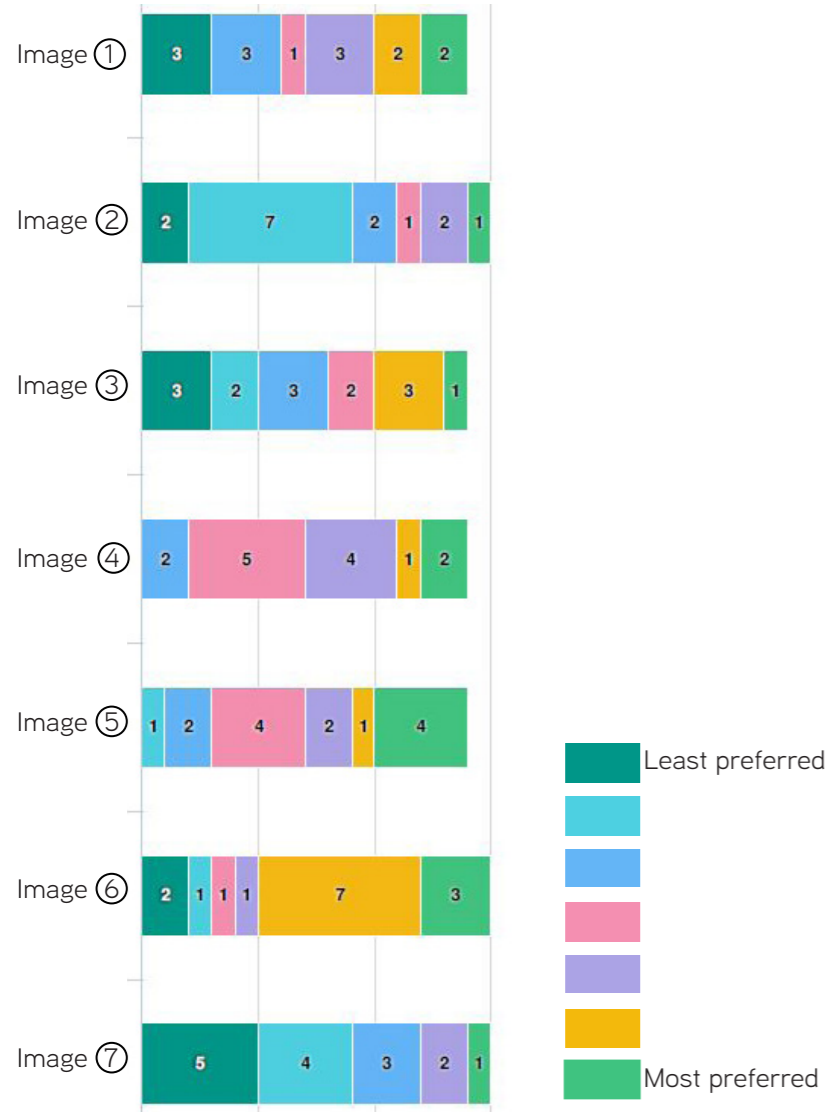 Image ①
3 3 1 3 2 2
Image ②
2 7 2 1 2 1
Image ③
3 2 3 2 3 1
Image ④
2 5 4 1 2
Image ⑤
1 2 4 2 1 4
Least preferred
Image ⑥
2 1 1 1 7 3
Image ⑦
5 4 3 2 1
Most preferred